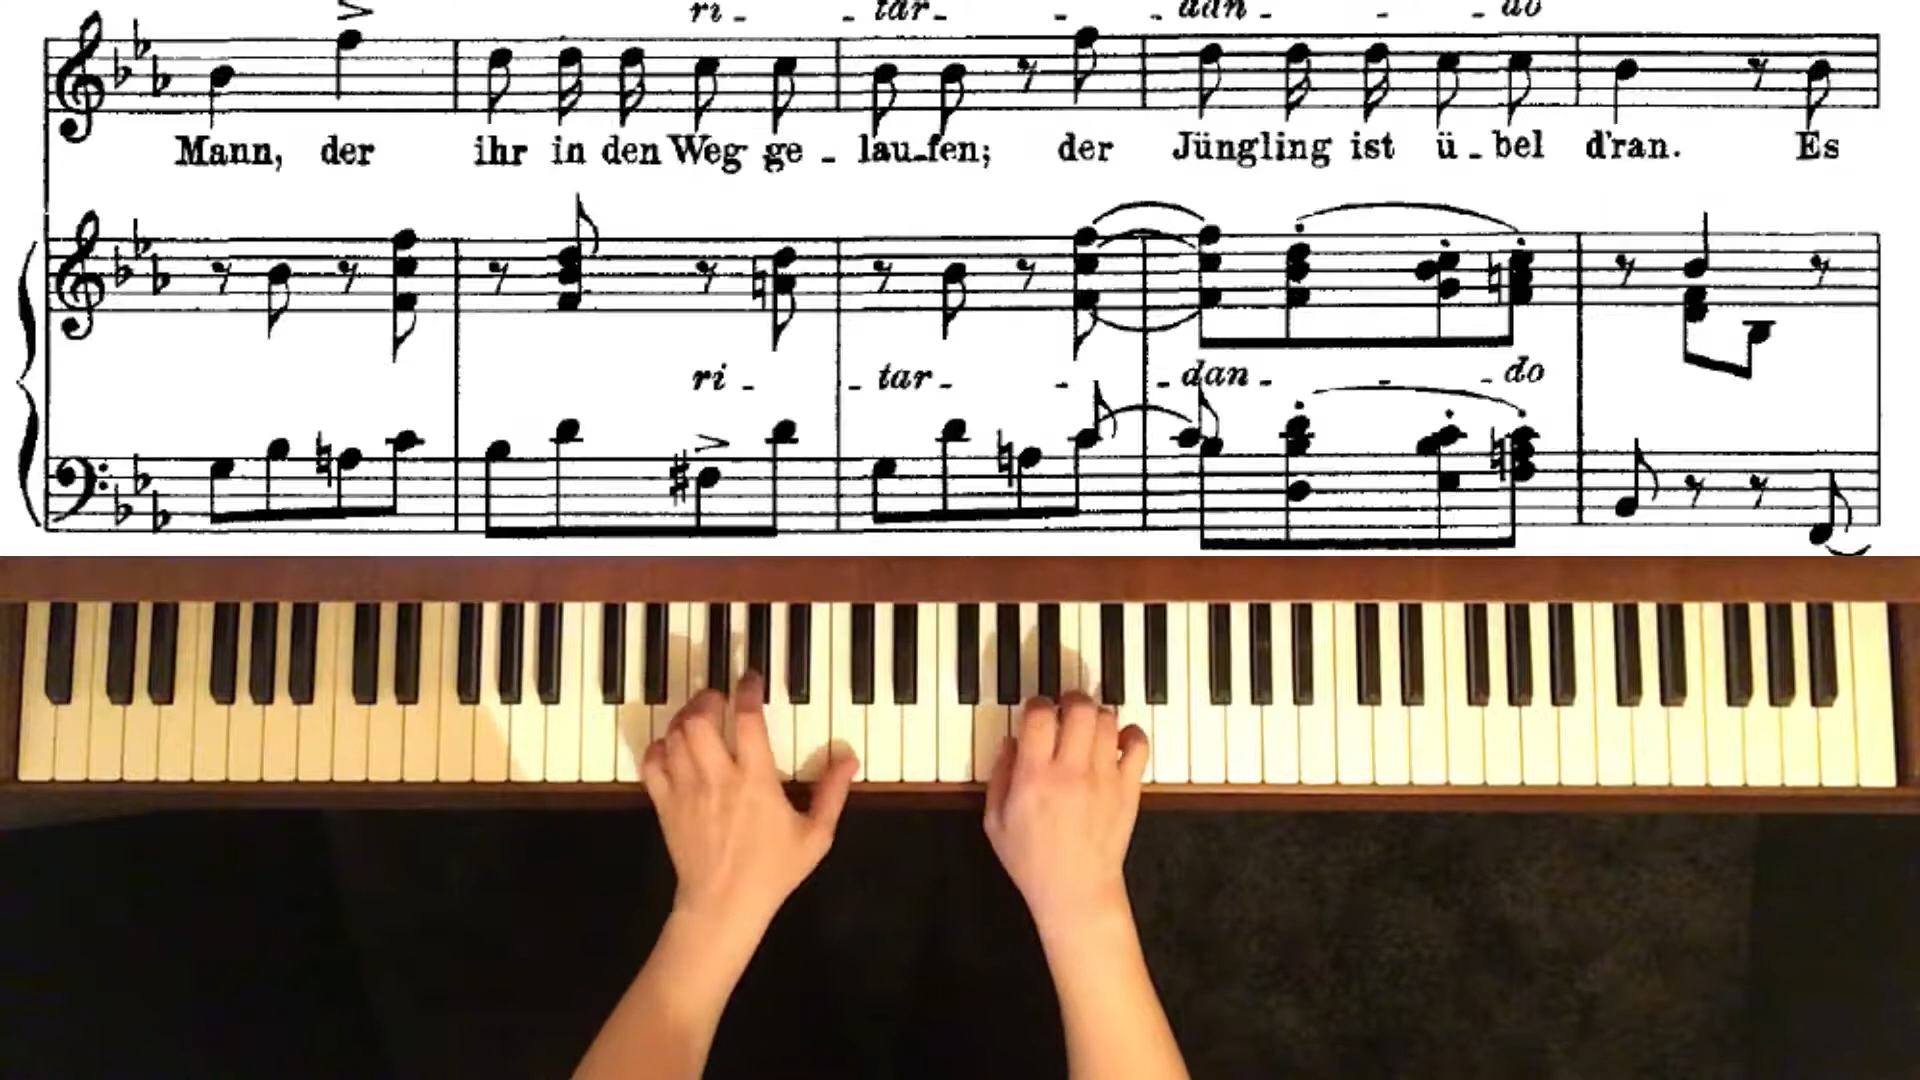 ri - - tar - - - dan - - - do
Mann, der ihr in den Weg ge - lau-fen; der Jüngling ist ü - bel d'ran. Es
ri - - tar - - - dan - - - do